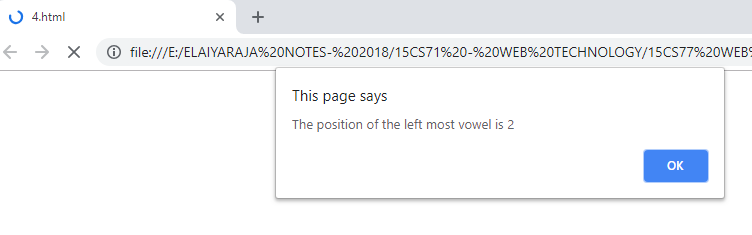 4.html
file:///E:/ELAIYARAJA%20NOTES-%202018/15CS71%20-%20WEB%20TECHNOLOGY/15CS77%20WEB%
This page says
The position of the left most vowel is 2
OK